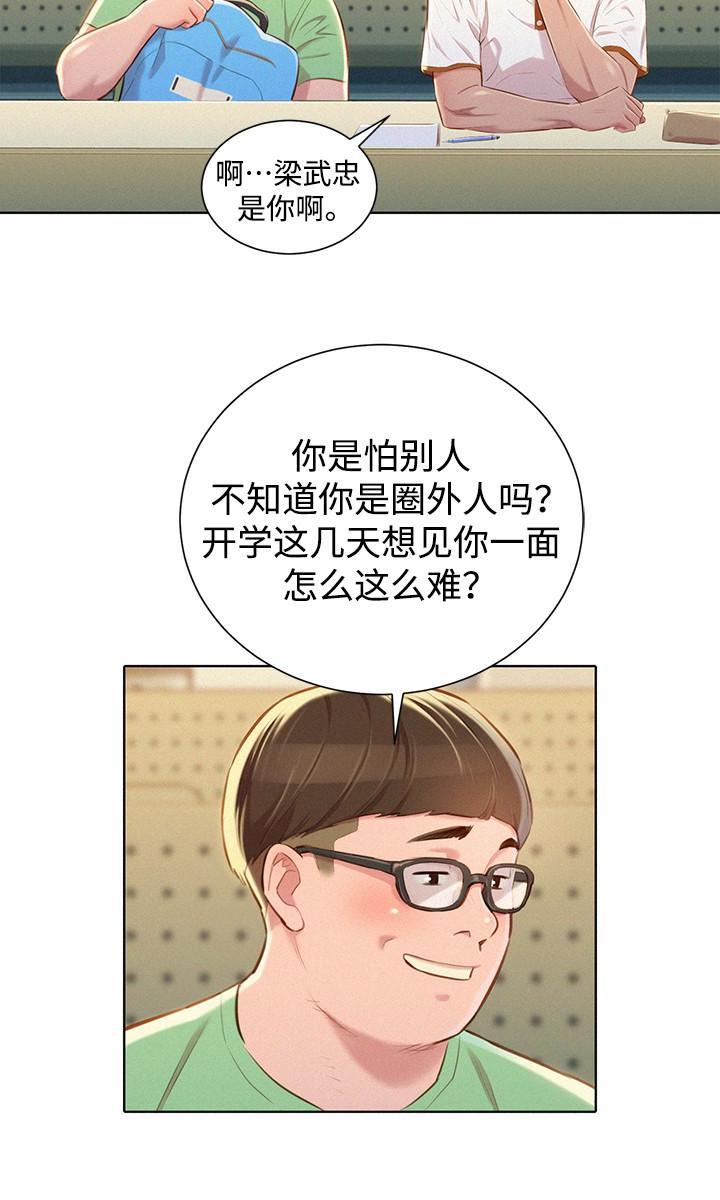 啊…梁武忠
是你啊。
你是怕别人
不知道你是圈外人吗?
开学这几天想见你一面
怎么这么难?